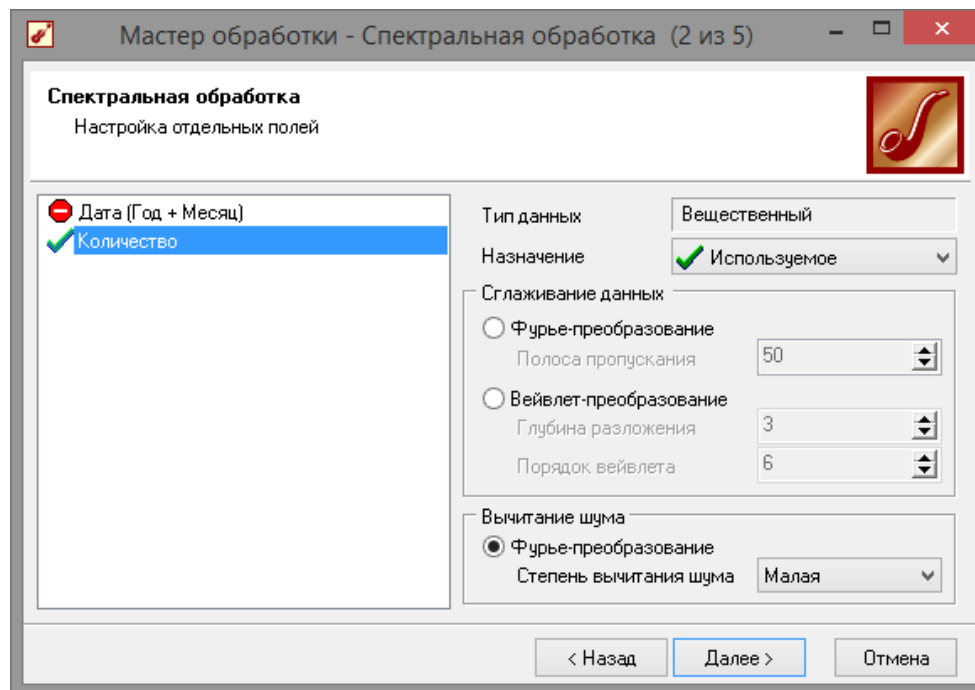 Мастер обработки - Спектральная обработка (2 из 5)
Спектральная обработка
Настройка отдельных полей
Дата (Год + Месяц)
Количество
Тип данных Вещественный
Назначение Используемое
Сглаживание данных
Фурье-преобразование
Полоса пропускания 50
Вейвлет-преобразование
Глубина разложения 3
Порядок вейвлета 6
Вычитание шума
Фурье-преобразование
Степень вычитания шума Малая
< Назад Далее > Отмена